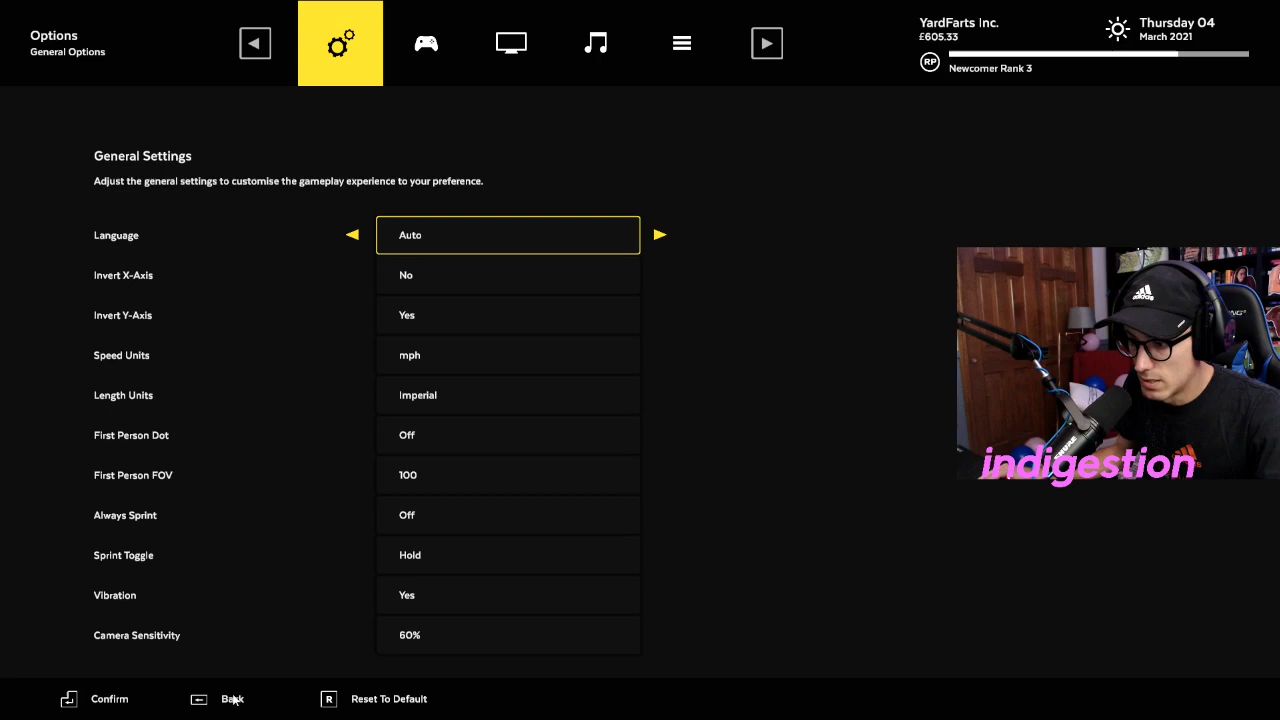 Options
General Options
YardFarts Inc.
£605.33
Thursday 04
March 2021
RP
Newcomer Rank 3
General Settings
Adjust the general settings to customise the gameplay experience to your preference.
Language Auto
Invert X-Axis No
Invert Y-Axis Yes
Speed Units mph
Length Units Imperial
First Person Dot Off
First Person FOV 100
Always Sprint Off
Sprint Toggle Hold
Vibration Yes
Camera Sensitivity 60%
adidas
SHURE
indigestion
Confirm
Back
R Reset To Default